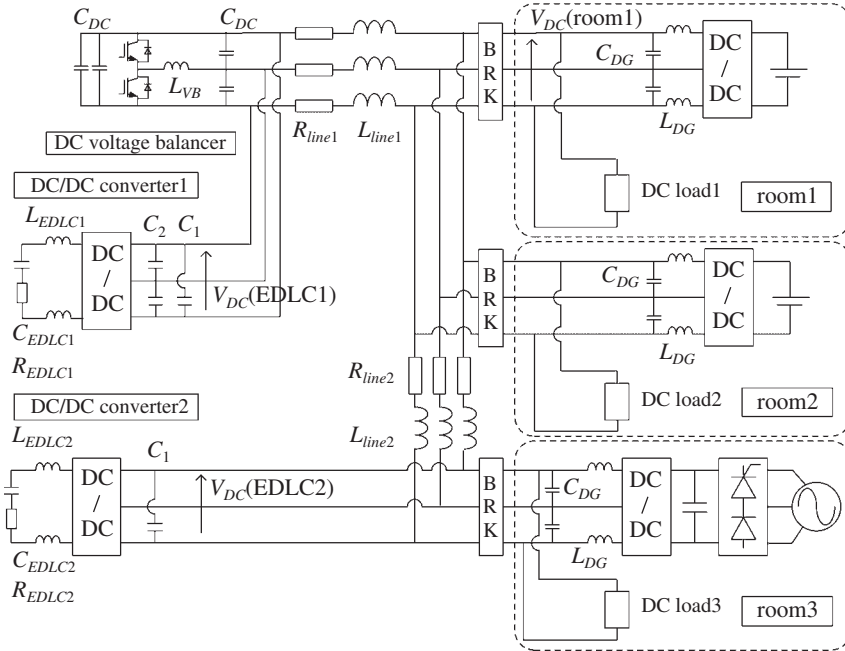 C_DC
C_DC
L_VB
DC voltage balancer
R_line1
L_line1
B
R
K
V_DC(room1)
C_DG
L_DG
DC
/
DC
DC load1
room1
DC/DC converter1
L_EDLC1
DC
/
DC
C_2
C_1
V_DC(EDLC1)
C_EDLC1
R_EDLC1
B
R
K
C_DG
L_DG
DC
/
DC
DC load2
room2
R_line2
L_line2
DC/DC converter2
L_EDLC2
DC
/
DC
C_1
V_DC(EDLC2)
C_EDLC2
R_EDLC2
B
R
K
C_DG
L_DG
DC
/
DC
DC load3
room3